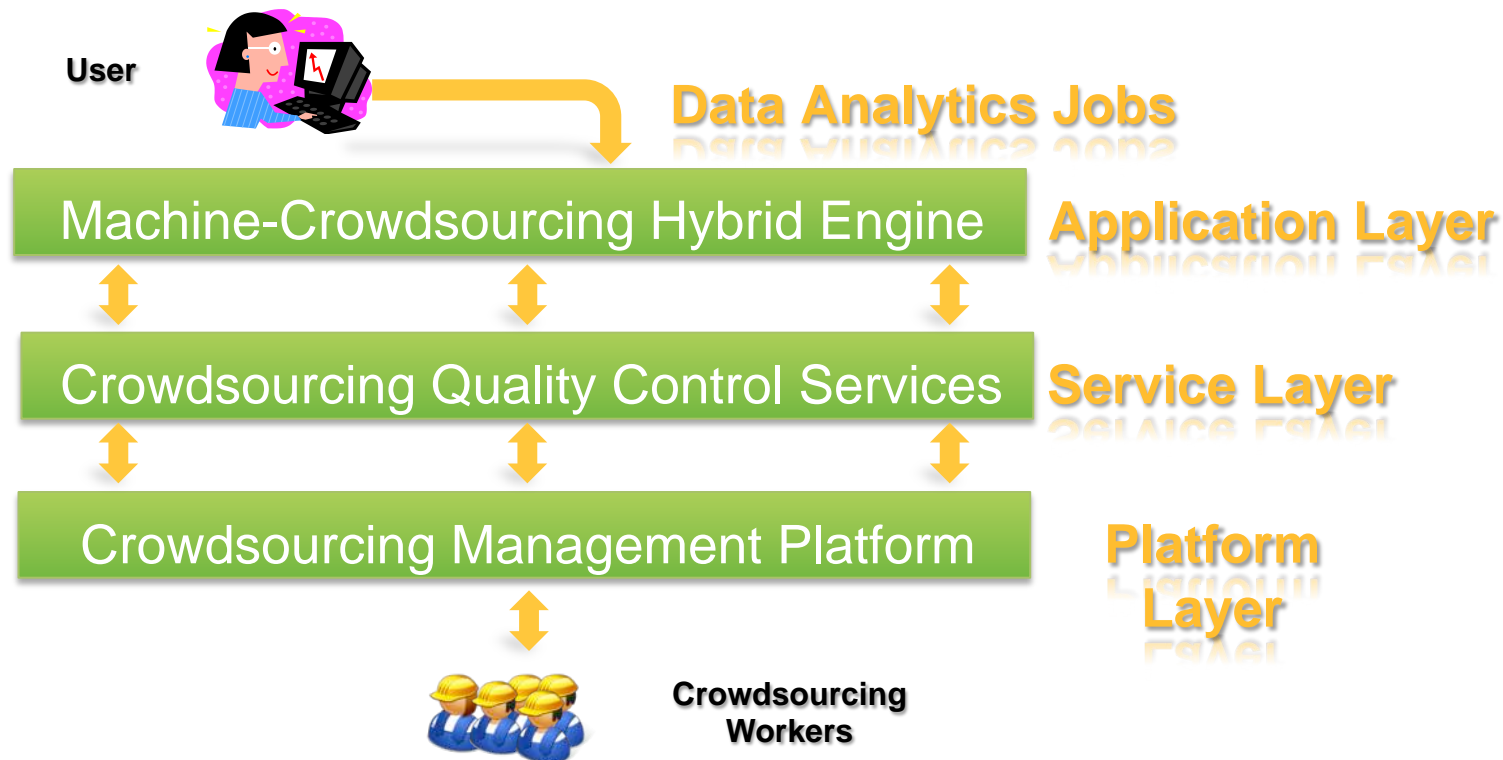 User
Data Analytics Jobs
Machine-Crowdsourcing Hybrid Engine
Application Layer
Crowdsourcing Quality Control Services
Service Layer
Crowdsourcing Management Platform
Platform
Layer
Crowdsourcing
Workers